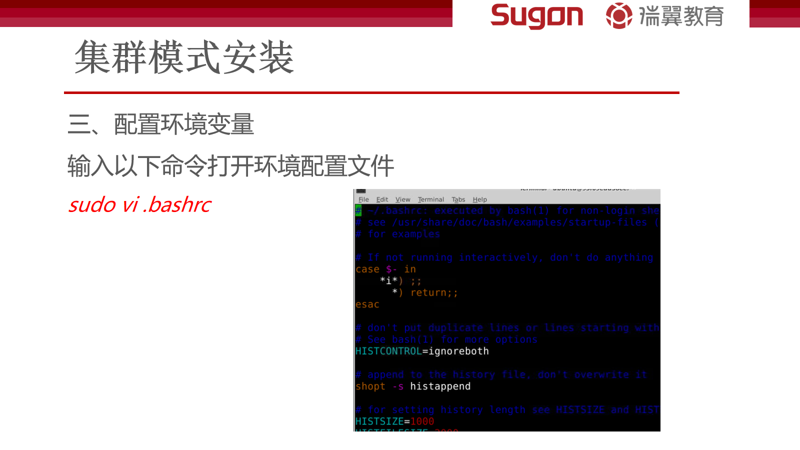 Sugon 瑞翼教育
集群模式安装
三、配置环境变量
输入以下命令打开环境配置文件
sudo vi .bashrc
File Edit View Terminal Tabs Help
# ~/.bashrc: executed by bash(1) for non-login she
# see /usr/share/doc/bash/examples/startup-files (
# for examples
# If not running interactively, don't do anything
case $- in
*i*) ;;
*) return;;
esac
# don't put duplicate lines or lines starting with
# See bash(1) for more options
HISTCONTROL=ignoreboth
# append to the history file, don't overwrite it
shopt -s histappend
# for setting history length see HISTSIZE and HIST
HISTSIZE=1000